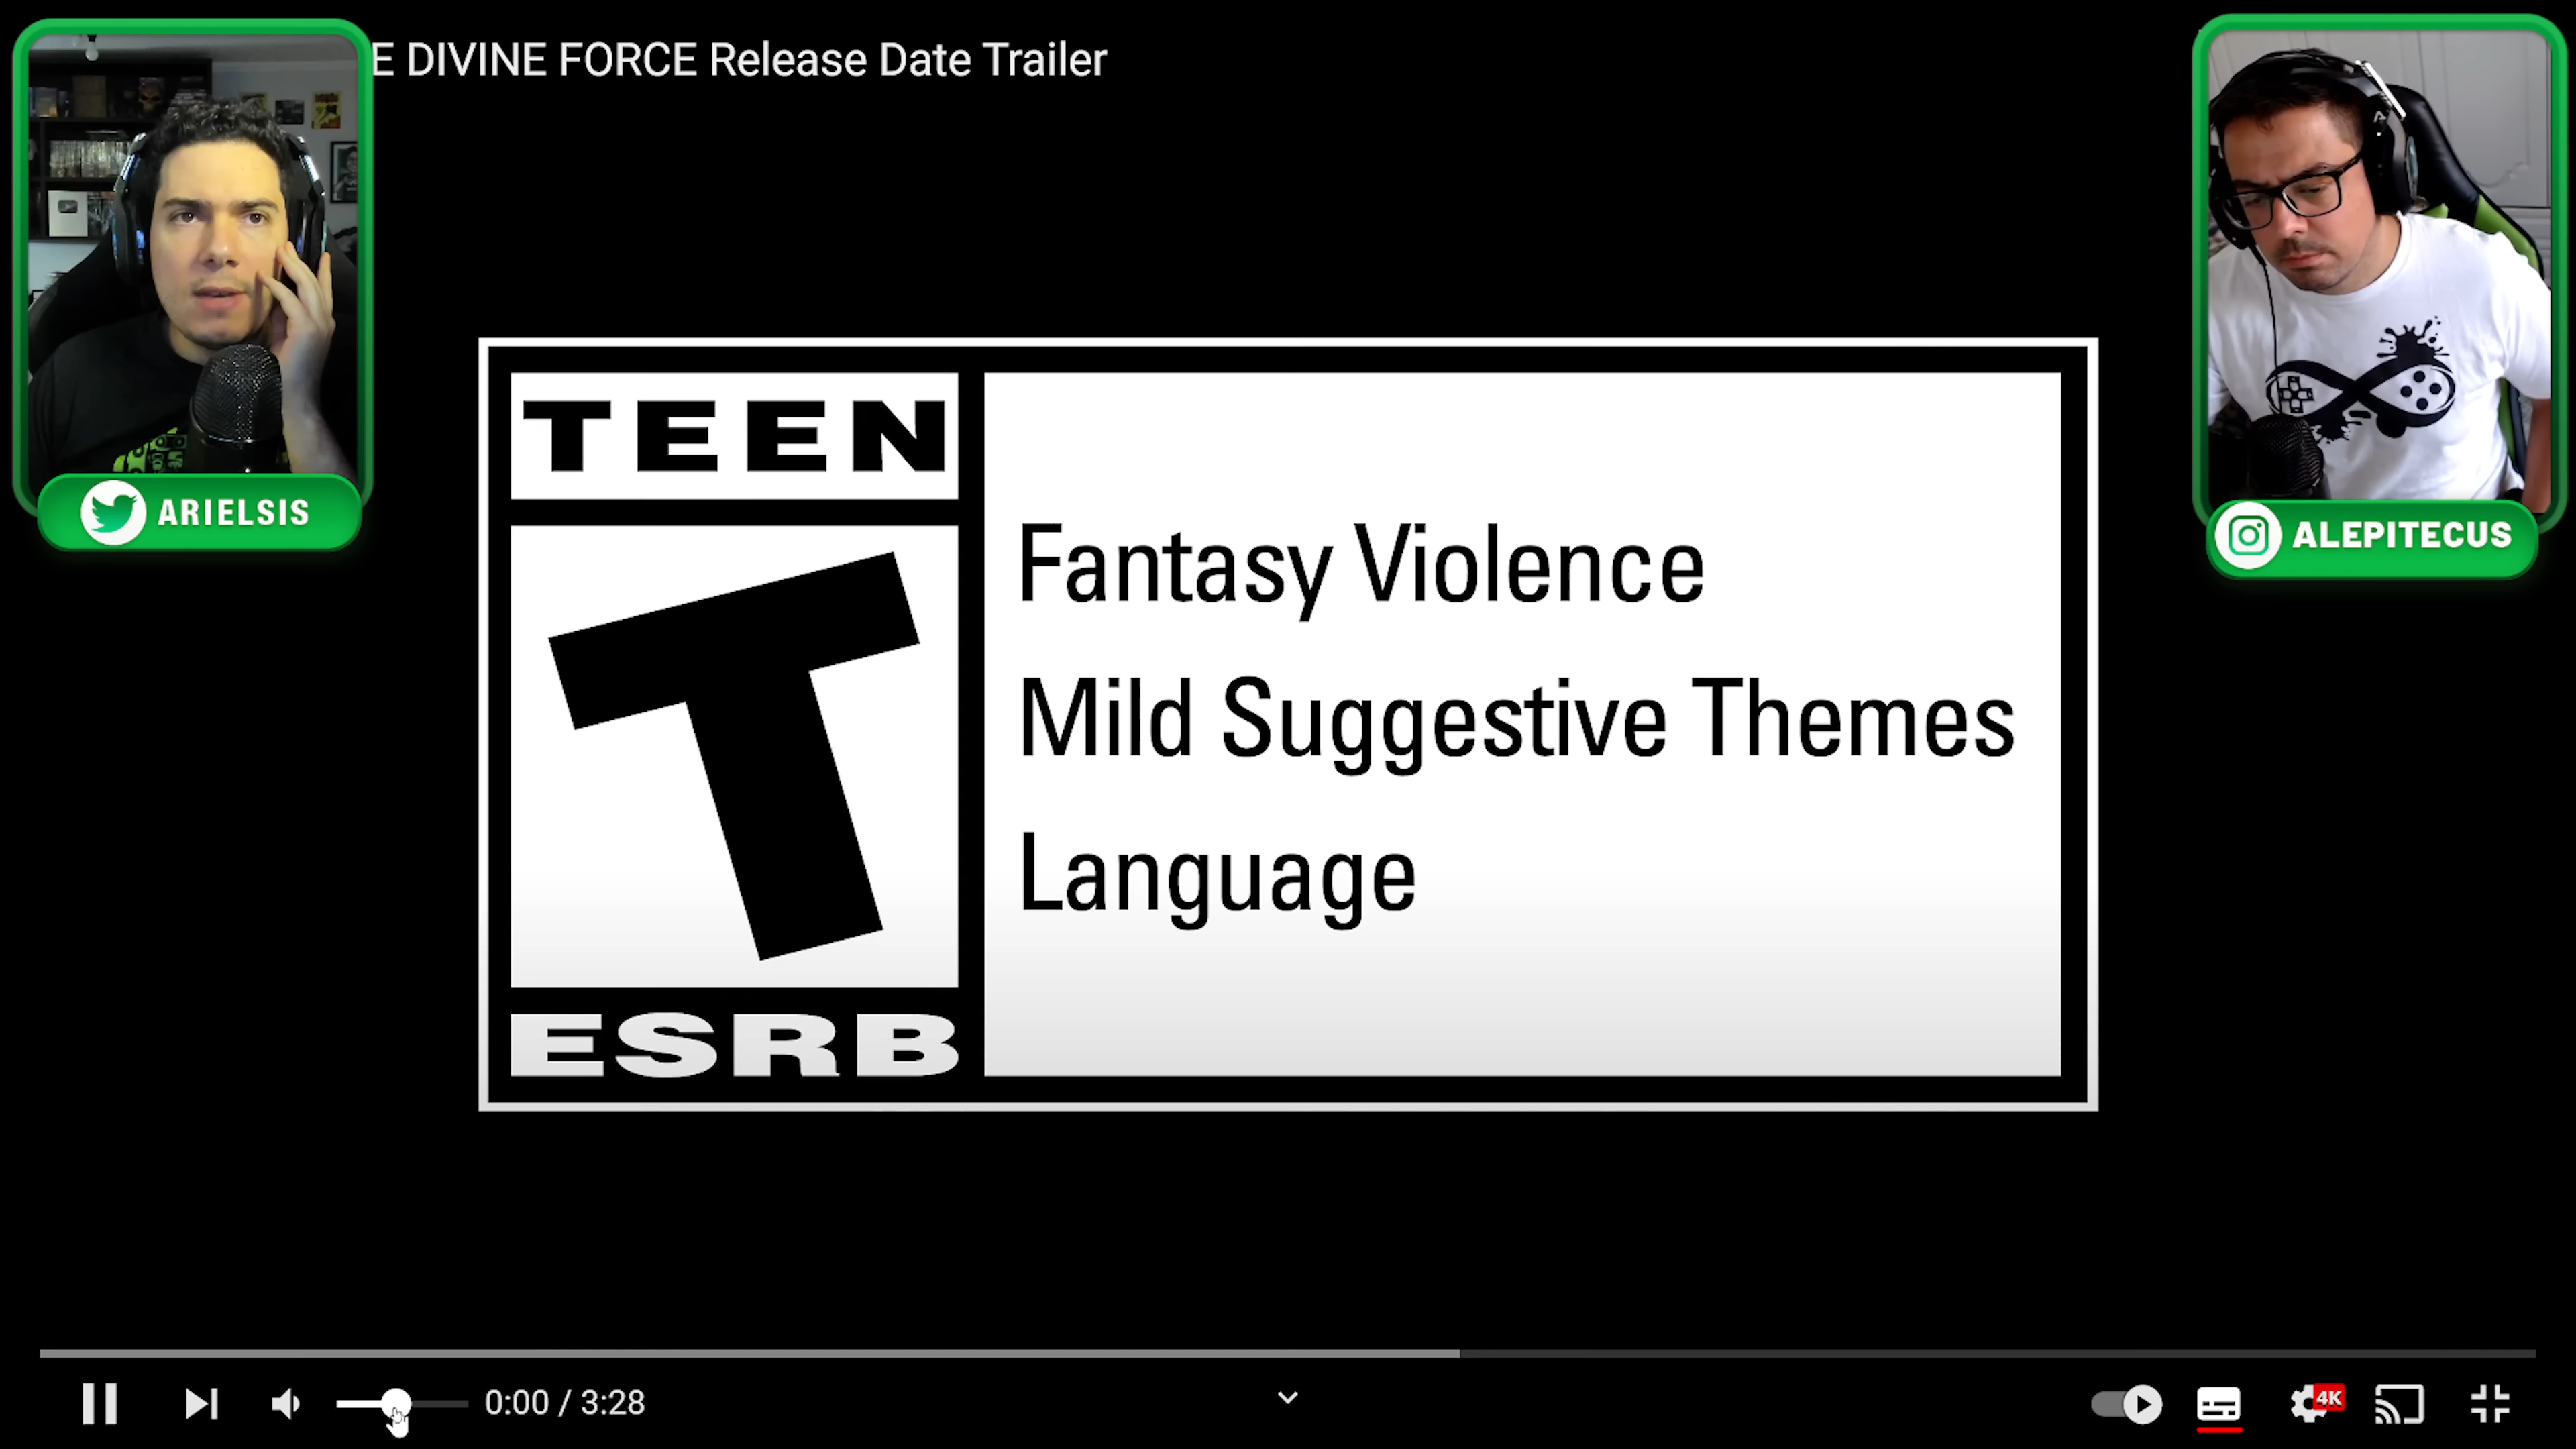 E DIVINE FORCE Release Date Trailer
ARIELSIS
ALEPITECUS
TEEN
T
ESRB
Fantasy Violence
Mild Suggestive Themes
Language
0:00 / 3:28
4K